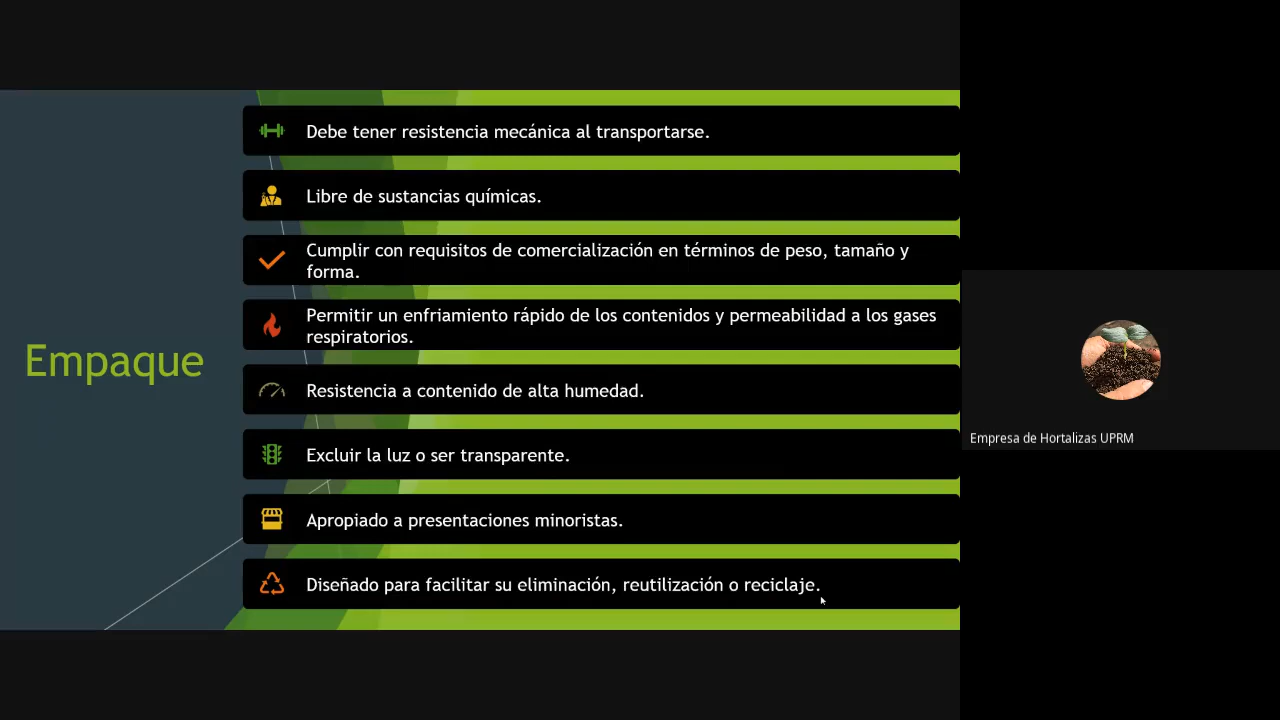 Empaque
Debe tener resistencia mecánica al transportarse.
Libre de sustancias químicas.
Cumplir con requisitos de comercialización en términos de peso, tamaño y
forma.
Permitir un enfriamiento rápido de los contenidos y permeabilidad a los gases
respiratorios.
Resistencia a contenido de alta humedad.
Excluir la luz o ser transparente.
Apropiado a presentaciones minoristas.
Diseñado para facilitar su eliminación, reutilización o reciclaje.
Empresa de Hortalizas UPRM